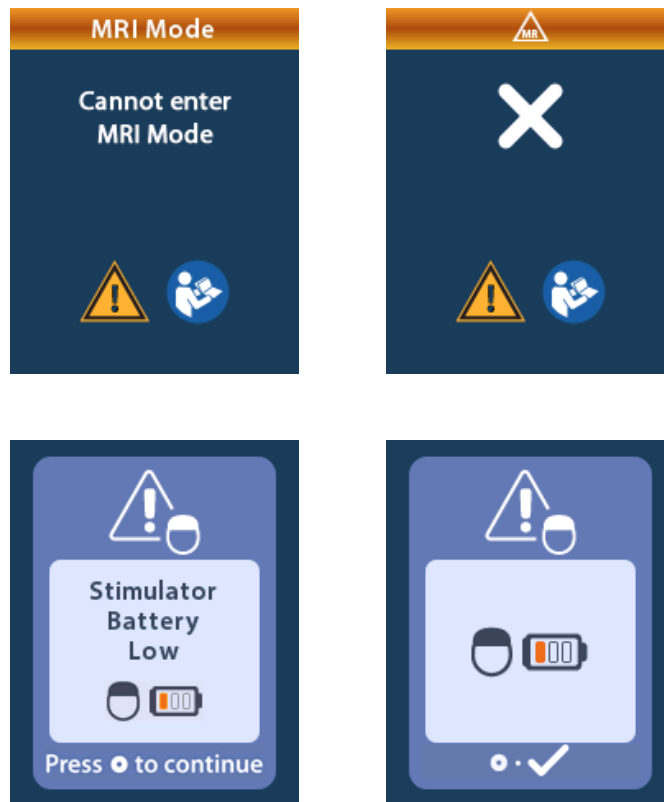 MRI Mode
MR
Cannot enter
MRI Mode
Stimulator
Battery
Low
Press to continue